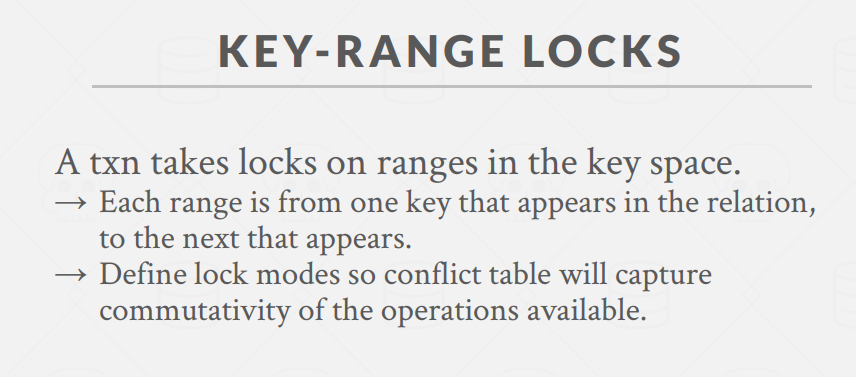 KEY-RANGE LOCKS
A txn takes locks on ranges in the key space.
→ Each range is from one key that appears in the relation,
to the next that appears.
→ Define lock modes so conflict table will capture
commutativity of the operations available.